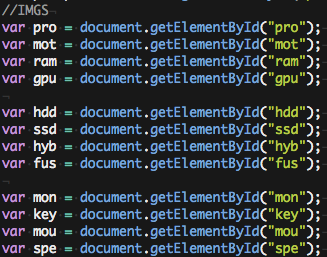 //IMGS
var pro = document.getElementById("pro");
var mot = document.getElementById("mot");
var ram = document.getElementById("ram");
var gpu = document.getElementById("gpu");
var hdd = document.getElementById("hdd");
var ssd = document.getElementById("ssd");
var hyb = document.getElementById("hyb");
var fus = document.getElementById("fus");
var mon = document.getElementById("mon");
var key = document.getElementById("key");
var mou = document.getElementById("mou");
var spe = document.getElementById("spe");